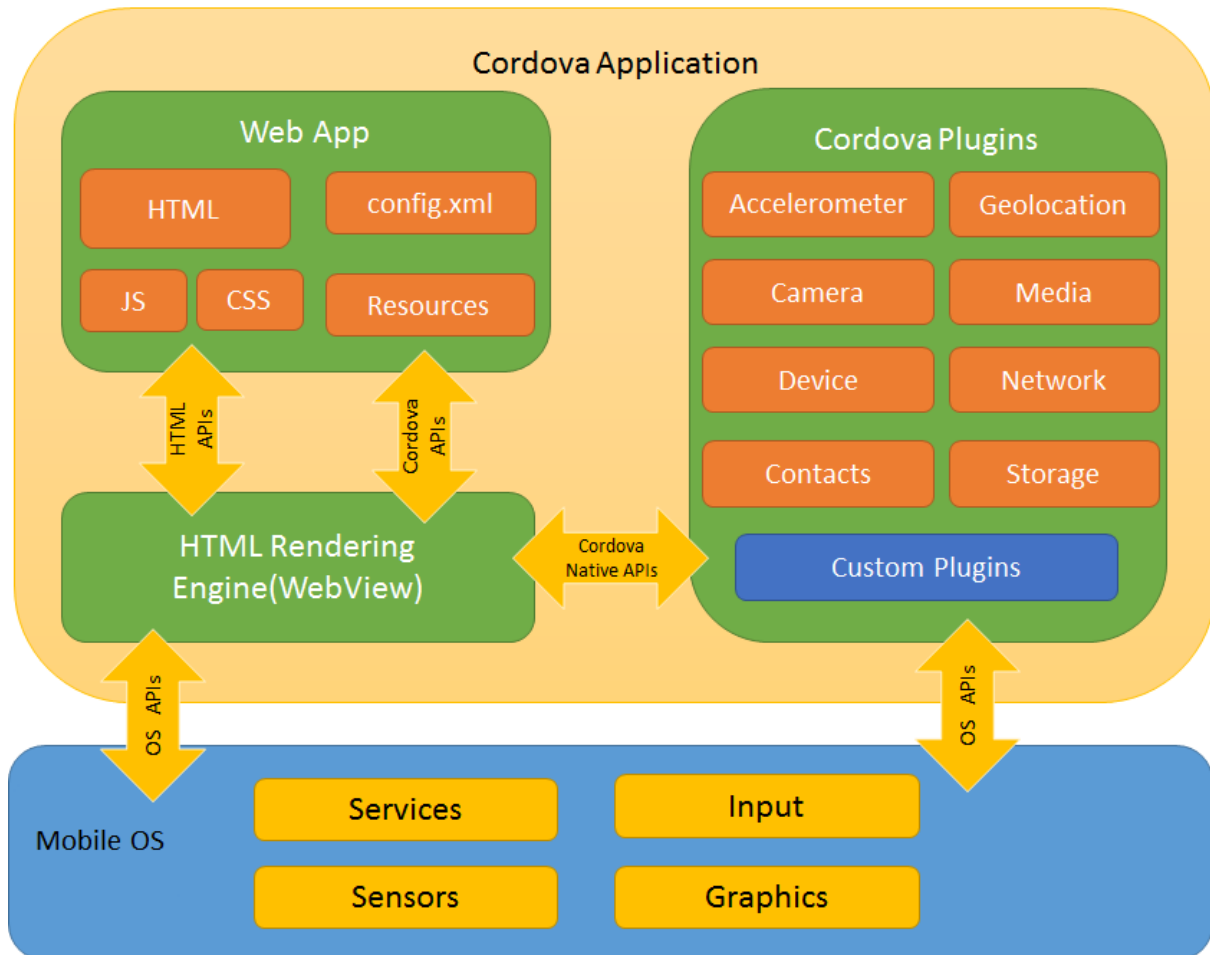 Cordova Application
Web App
HTML
config.xml
JS
CSS
Resources
HTML
APIs
Cordova
APIs
HTML Rendering
Engine(WebView)
Cordova
Native APIs
Cordova Plugins
Accelerometer
Geolocation
Camera
Media
Device
Network
Contacts
Storage
Custom Plugins
OS APIs
OS APIs
Mobile OS
Services
Input
Sensors
Graphics